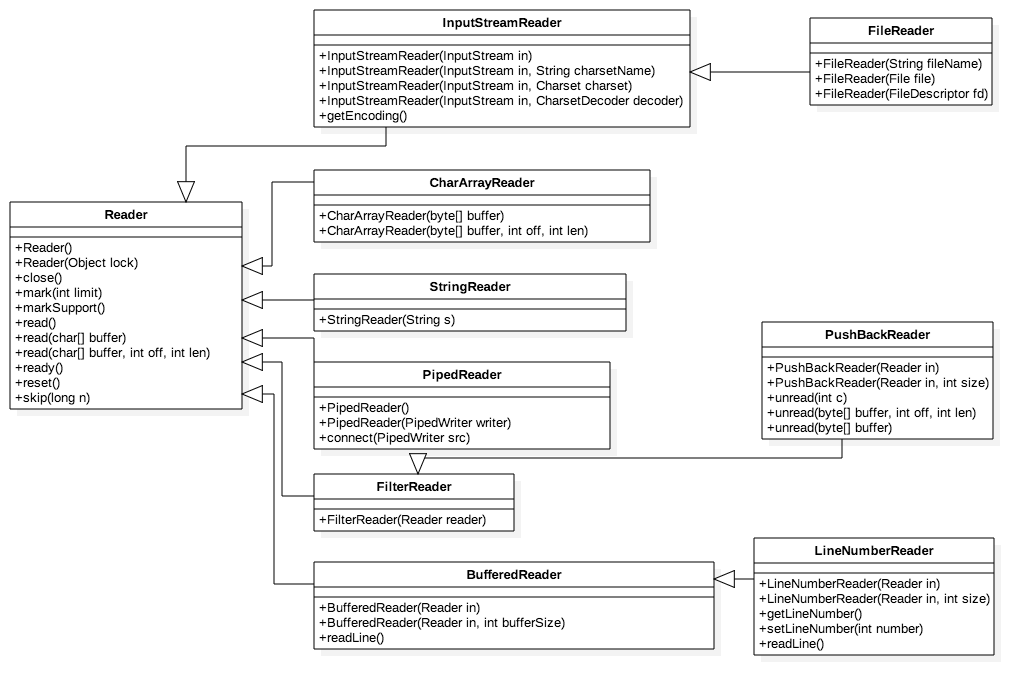 InputStreamReader
+InputStreamReader(InputStream in)
+InputStreamReader(InputStream in, String charsetName)
+InputStreamReader(InputStream in, Charset charset)
+InputStreamReader(InputStream in, CharsetDecoder decoder)
+getEncoding()
FileReader
+FileReader(String fileName)
+FileReader(File file)
+FileReader(FileDescriptor fd)
Reader
+Reader()
+Reader(Object lock)
+close()
+mark(int limit)
+markSupport()
+read()
+read(char[] buffer)
+read(char[] buffer, int off, int len)
+ready()
+reset()
+skip(long n)
CharArrayReader
+CharArrayReader(byte[] buffer)
+CharArrayReader(byte[] buffer, int off, int len)
StringReader
+StringReader(String s)
PipedReader
+PipedReader()
+PipedReader(PipedWriter writer)
+connect(PipedWriter src)
PushBackReader
+PushBackReader(Reader in)
+PushBackReader(Reader in, int size)
+unread(int c)
+unread(byte[] buffer, int off, int len)
+unread(byte[] buffer)
FilterReader
+FilterReader(Reader reader)
BufferedReader
+BufferedReader(Reader in)
+BufferedReader(Reader in, int bufferSize)
+readLine()
LineNumberReader
+LineNumberReader(Reader in)
+LineNumberReader(Reader in, int size)
+getLineNumber()
+setLineNumber(int number)
+readLine()